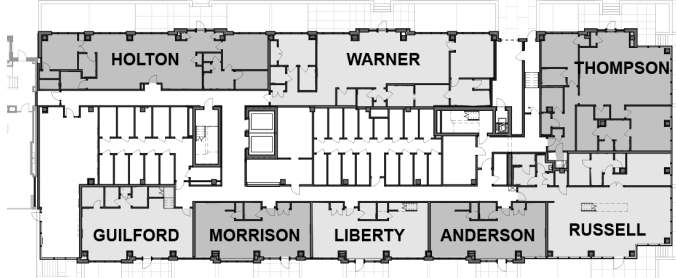 HOLTON
WARNER
THOMPSON
GUILFORD
MORRISON
LIBERTY
ANDERSON
RUSSELL